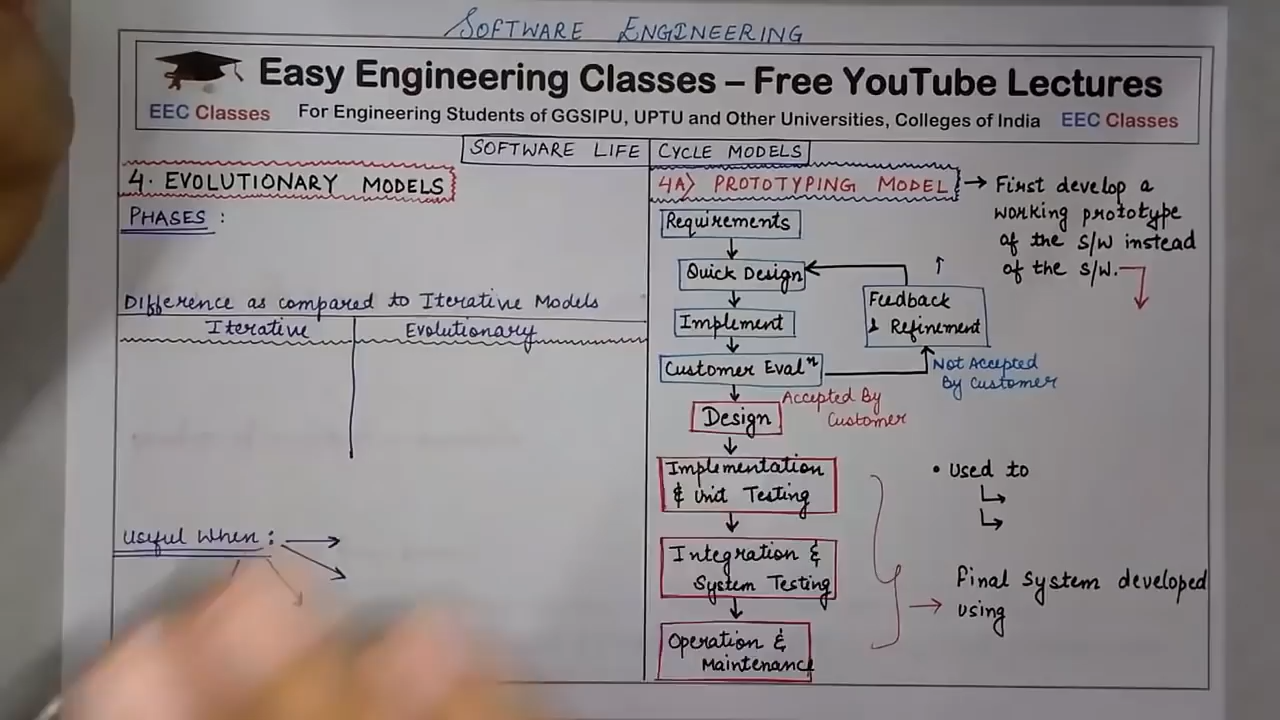 SOFTWARE ENGINEERING
Easy Engineering Classes – Free YouTube Lectures
EEC Classes For Engineering Students of GGSIPU, UPTU and Other Universities, Colleges of India EEC Classes
SOFTWARE LIFE CYCLE MODELS
4. EVOLUTIONARY MODELS
PHASES :
Difference as compared to Iterative Models
Iterative Evolutionary
Useful When :
4A) PROTOTYPING MODEL → First develop a
working prototype
of the S/W instead
of the S/W.
Requirements
Quick Design
Implement
Customer Evalⁿ
Feedback
& Refinement
Not Accepted
By Customer
Accepted By
Customer
Design
Implementation
& Unit Testing
Integration &
System Testing
Operation &
Maintenance
• Used to
Final System developed
using